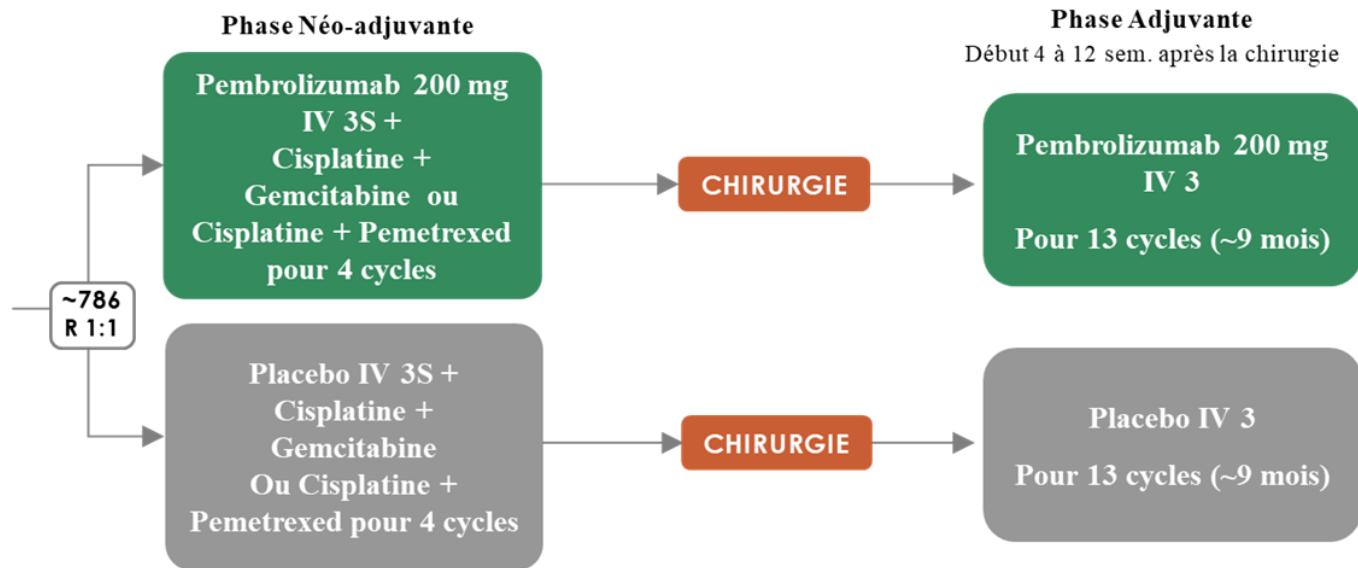 Phase Néo-adjuvante
Pembrolizumab 200 mg
IV 3S +
Cisplatine +
Gemcitabine ou
Cisplatine + Pemetrexed
pour 4 cycles
CHIRURGIE
Phase Adjuvante
Début 4 à 12 sem. après la chirurgie
Pembrolizumab 200 mg
IV 3
Pour 13 cycles (~9 mois)
~786
R 1:1
Placebo IV 3S +
Cisplatine +
Gemcitabine
Ou Cisplatine +
Pemetrexed pour 4 cycles
CHIRURGIE
Placebo IV 3
Pour 13 cycles (~9 mois)